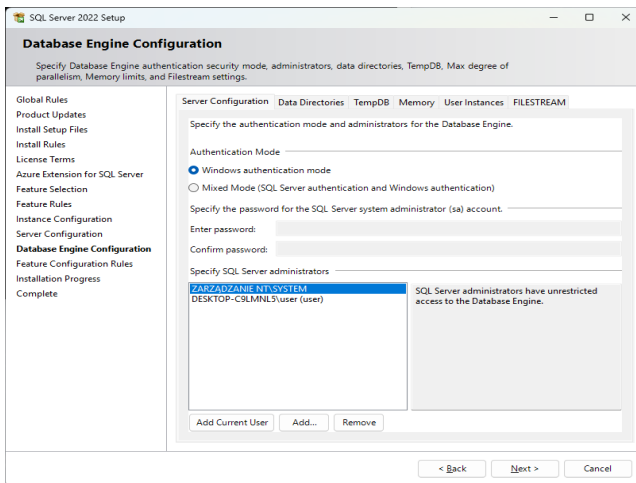 SQL Server 2022 Setup
Database Engine Configuration
Specify Database Engine authentication security mode, administrators, data directories, TempDB, Max degree of
parallelism, Memory limits, and Filestream settings.
Global Rules
Product Updates
Install Setup Files
Install Rules
License Terms
Azure Extension for SQL Server
Feature Selection
Feature Rules
Instance Configuration
Server Configuration
Database Engine Configuration
Feature Configuration Rules
Installation Progress
Complete
Server Configuration Data Directories TempDB Memory User Instances FILESTREAM
Specify the authentication mode and administrators for the Database Engine.
Authentication Mode
Windows authentication mode
Mixed Mode (SQL Server authentication and Windows authentication)
Specify the password for the SQL Server system administrator (sa) account.
Enter password:
Confirm password:
Specify SQL Server administrators
ZARZĄDZANIE NT\SYSTEM
DESKTOP-C9LMNL5\user (user)
SQL Server administrators have unrestricted
access to the Database Engine.
Add Current User Add... Remove
< Back Next > Cancel